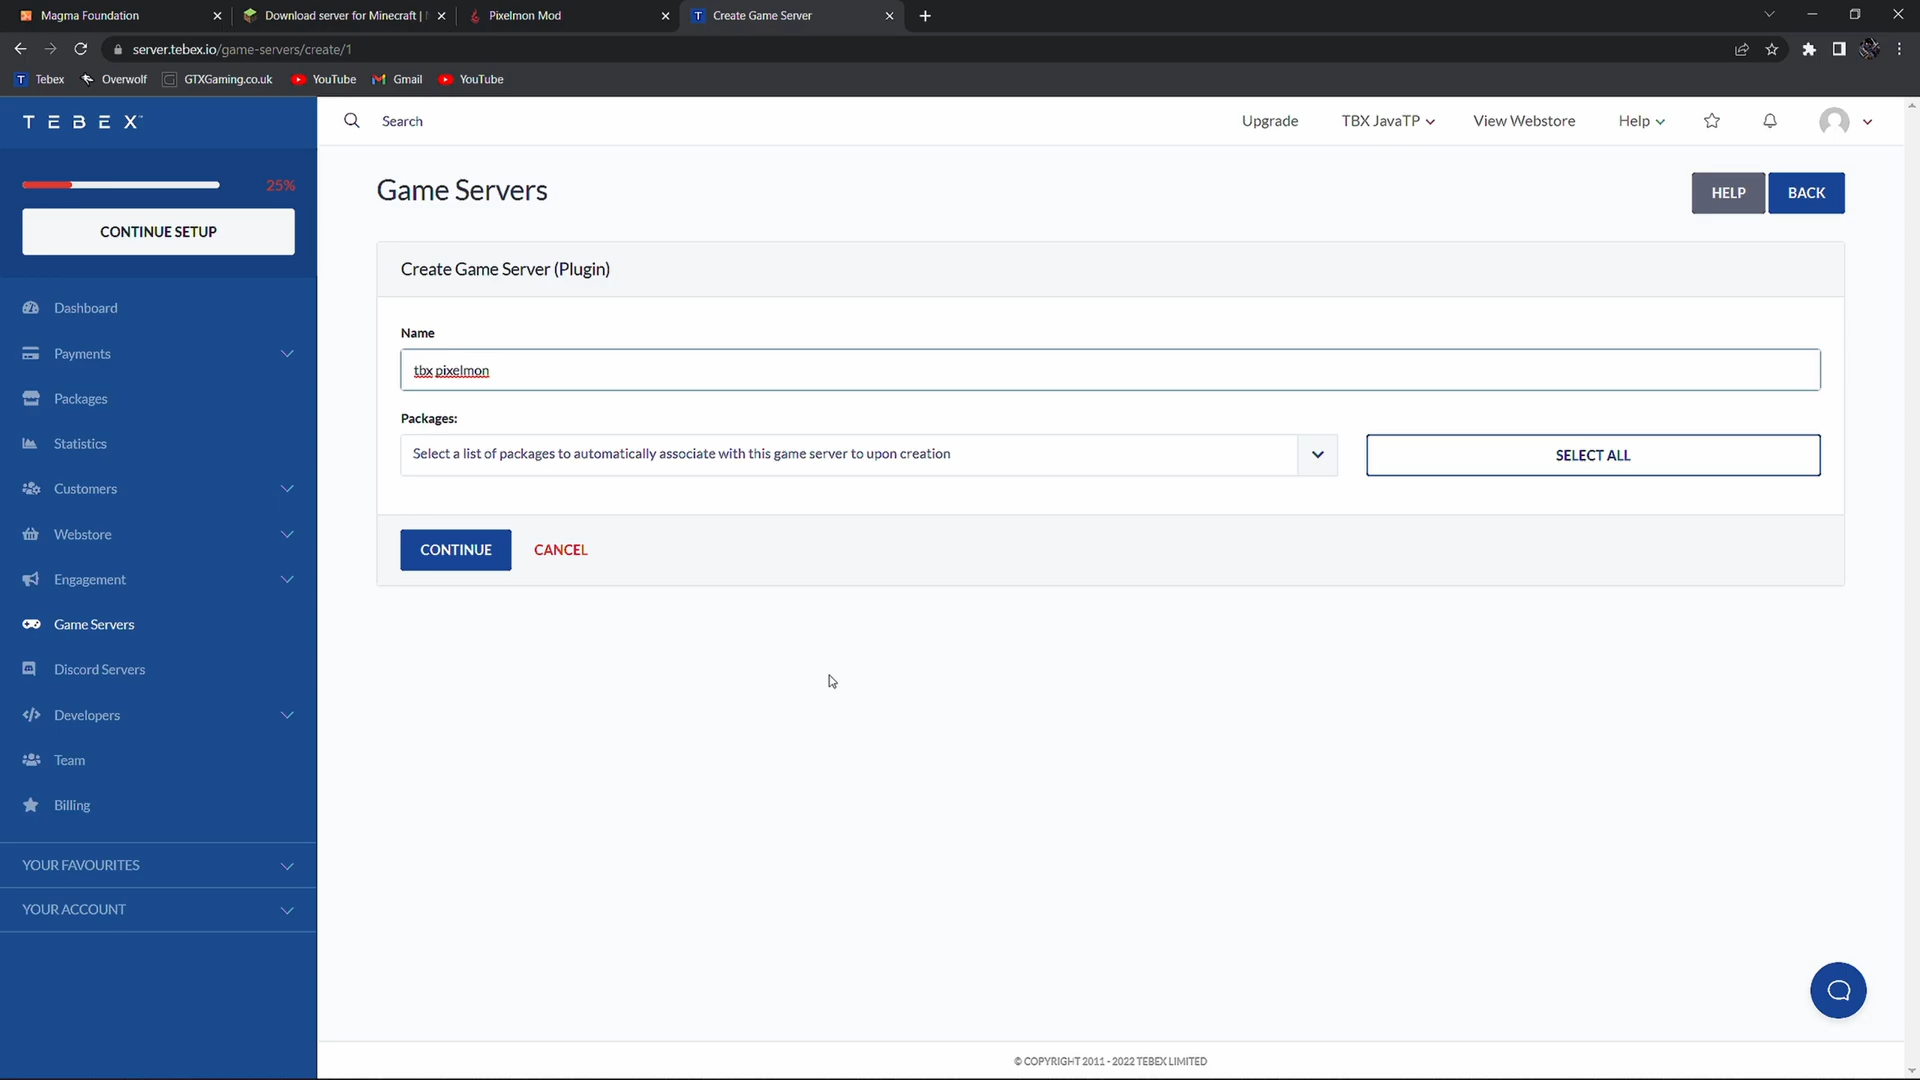 Magma Foundation
Download server for Minecraft |
Pixelmon Mod
Create Game Server
server.tebex.io/game-servers/create/1
Tebex
Overwolf
GTXGaming.co.uk
YouTube
Gmail
YouTube
TEBEX
Search
Upgrade
TBX JavaTP
View Webstore
Help
25%
CONTINUE SETUP
Game Servers
HELP
BACK
Create Game Server (Plugin)
Name
tbx pixelmon
Packages:
Select a list of packages to automatically associate with this game server to upon creation
SELECT ALL
CONTINUE
CANCEL
Dashboard
Payments
Packages
Statistics
Customers
Webstore
Engagement
Game Servers
Discord Servers
Developers
Team
Billing
YOUR FAVOURITES
YOUR ACCOUNT
© COPYRIGHT 2011 - 2022 TEBEX LIMITED